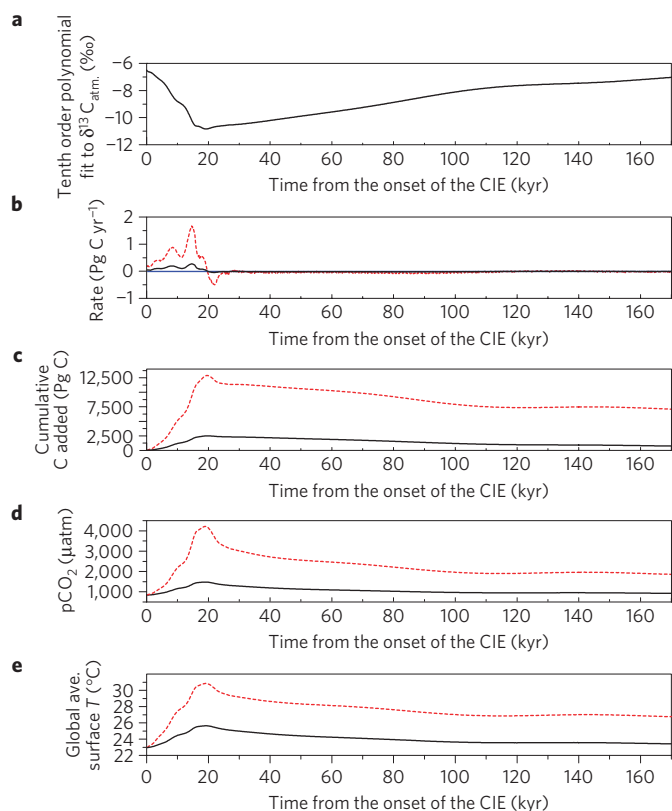 a
Tenth order polynomial
fit to δ¹³Catm. (‰)
−6
−8
−10
−12
0 20 40 60 80 100 120 140 160
Time from the onset of the CIE (kyr)
b
Rate (Pg C yr⁻¹)
2
1
0
−1
0 20 40 60 80 100 120 140 160
Time from the onset of the CIE (kyr)
c
Cumulative
C added (Pg C)
12,500
7,500
2,500
0
0 20 40 60 80 100 120 140 160
Time from the onset of the CIE (kyr)
d
pCO₂ (μatm)
4,000
3,000
2,000
1,000
0 20 40 60 80 100 120 140 160
Time from the onset of the CIE (kyr)
e
Global ave.
surface T (°C)
30
28
26
24
22
0 20 40 60 80 100 120 140 160
Time from the onset of the CIE (kyr)